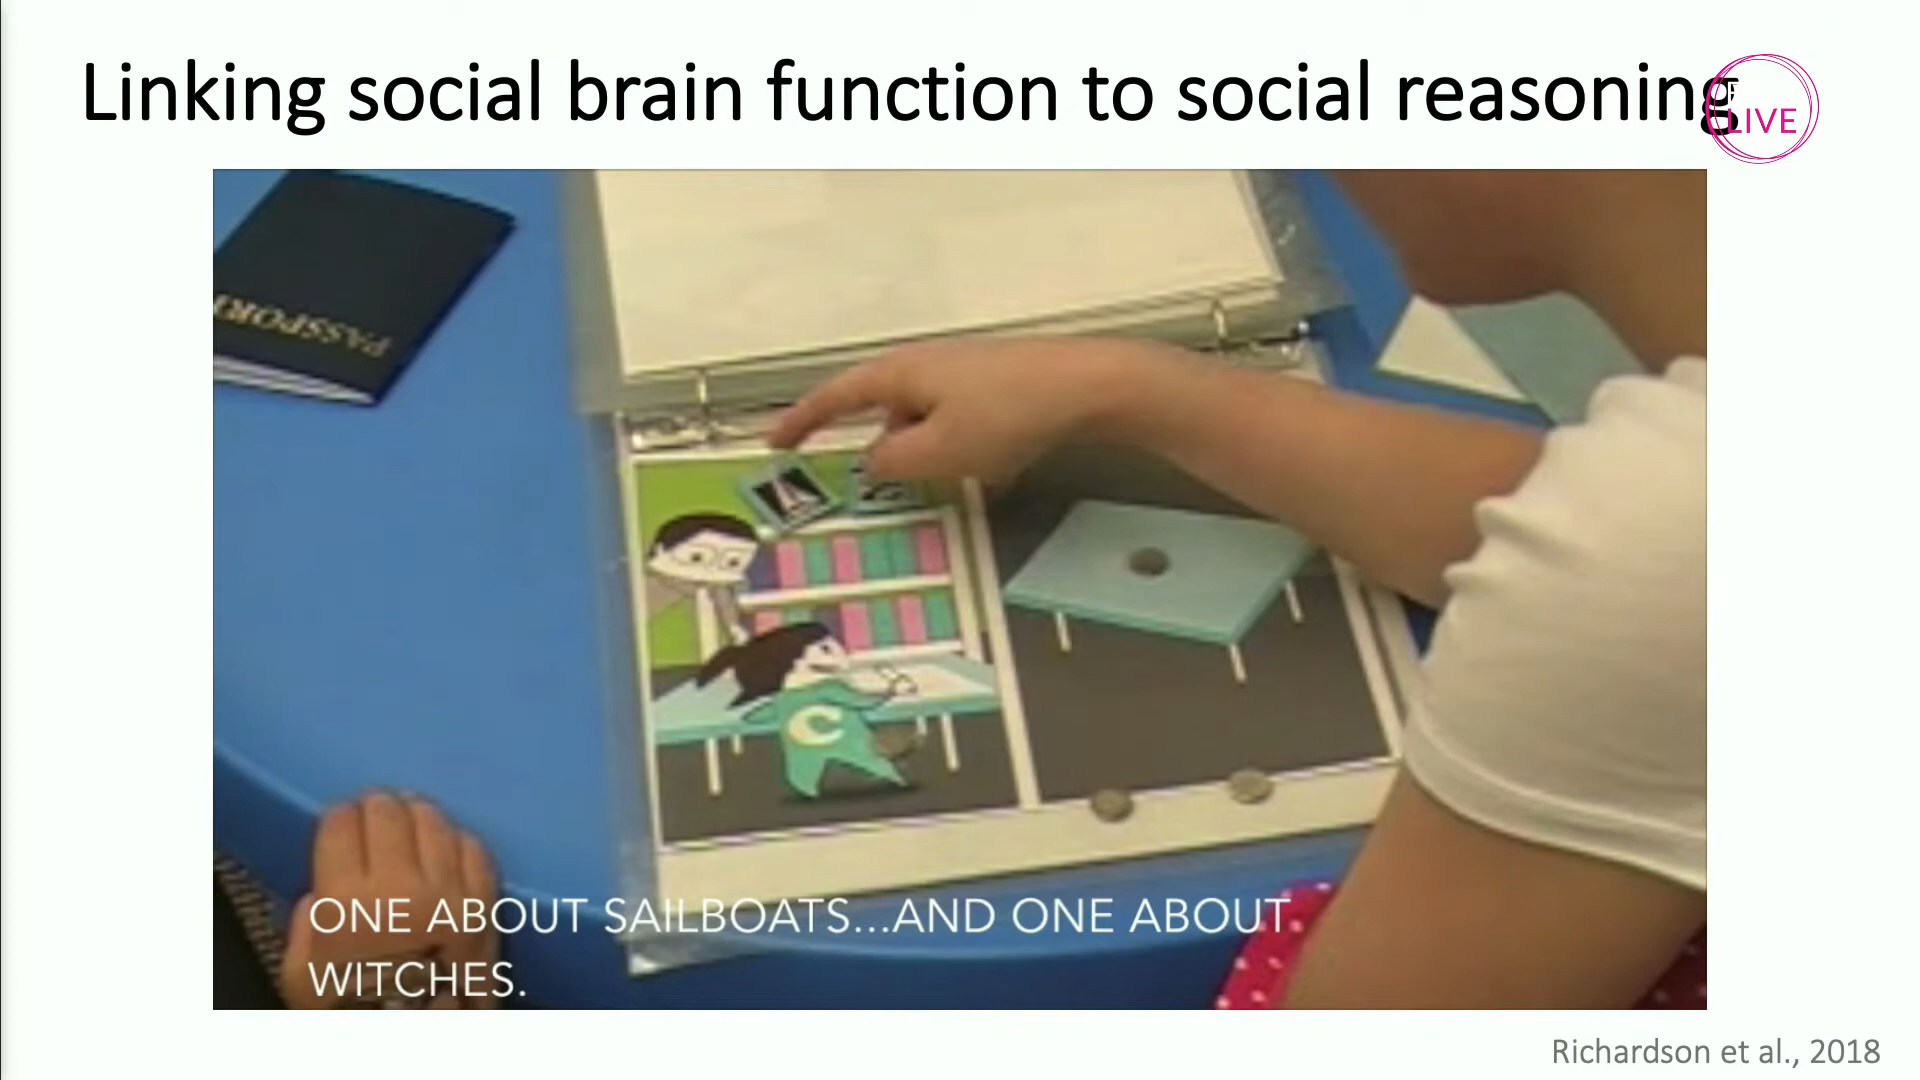 Linking social brain function to social reasoning
LIVE
PASSPORT
C
ONE ABOUT SAILBOATS...AND ONE ABOUT
WITCHES.
Richardson et al., 2018